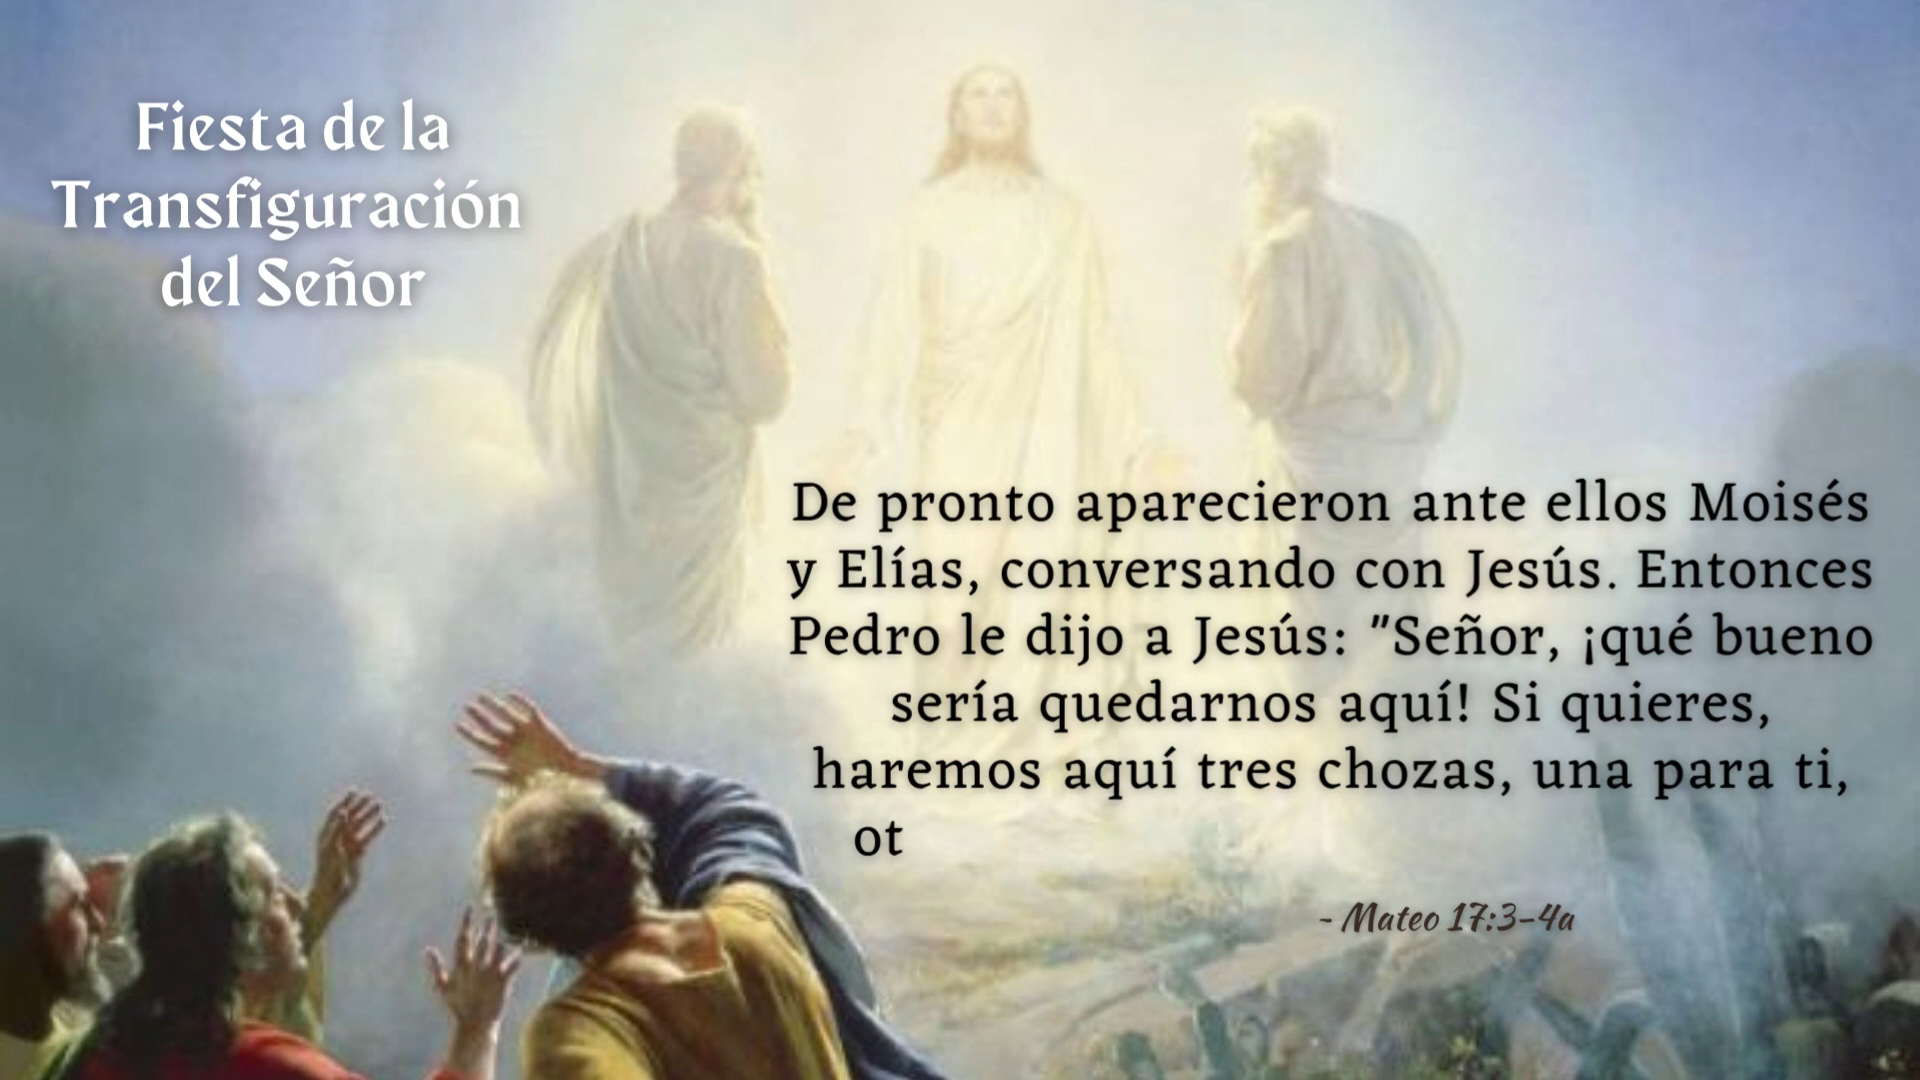 Fiesta de la
Transfiguración
del Señor
De pronto aparecieron ante ellos Moisés
y Elías, conversando con Jesús. Entonces
Pedro le dijo a Jesús: "Señor, ¡qué bueno
sería quedarnos aquí! Si quieres,
haremos aquí tres chozas, una para ti,
ot
- Mateo 17:3-4a